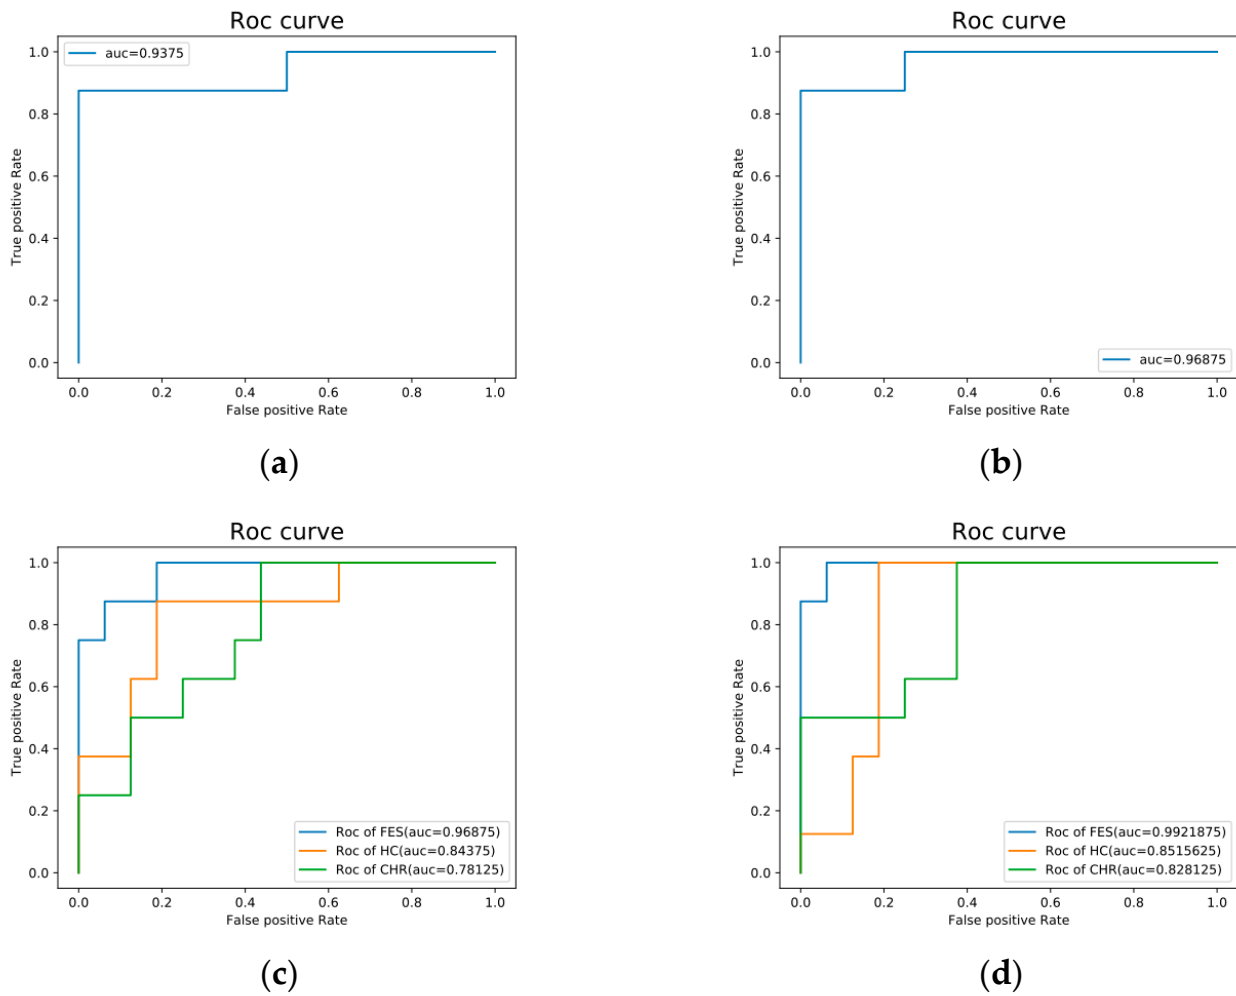 Roc curve
auc=0.9375
True positive Rate
1.0
0.8
0.6
0.4
0.2
0.0
0.0 0.2 0.4 0.6 0.8 1.0
False positive Rate
(a)
Roc curve
True positive Rate
1.0
0.8
0.6
0.4
0.2
0.0
auc=0.96875
0.0 0.2 0.4 0.6 0.8 1.0
False positive Rate
(b)
Roc curve
True positive Rate
1.0
0.8
0.6
0.4
0.2
0.0
Roc of FES(auc=0.96875)
Roc of HC(auc=0.84375)
Roc of CHR(auc=0.78125)
0.0 0.2 0.4 0.6 0.8 1.0
False positive Rate
(c)
Roc curve
True positive Rate
1.0
0.8
0.6
0.4
0.2
0.0
Roc of FES(auc=0.9921875)
Roc of HC(auc=0.8515625)
Roc of CHR(auc=0.828125)
0.0 0.2 0.4 0.6 0.8 1.0
False positive Rate
(d)